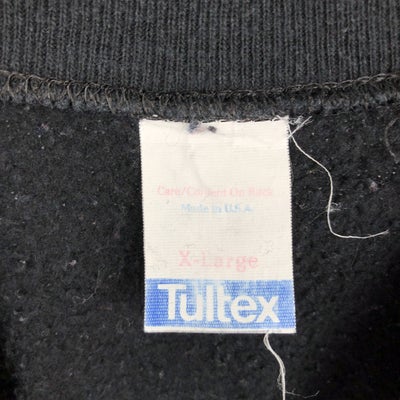 Care/Content On Back
Made in U.S.A.
X-Large
Tultex